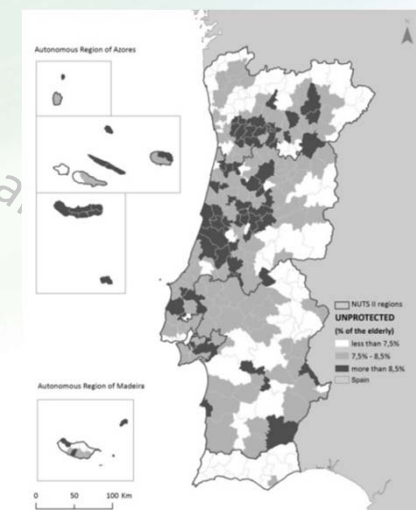 Autonomous Region of Azores
NUTS II regions
UNPROTECTED
(% of the elderly)
less than 7,5%
7,5% - 8,5%
more than 8,5%
Spain
Autonomous Region of Madeira
0 50 100 Km